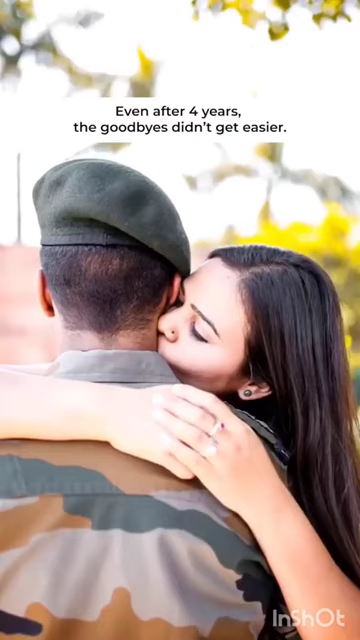 Even after 4 years,
the goodbyes didn't get easier.
InShOt